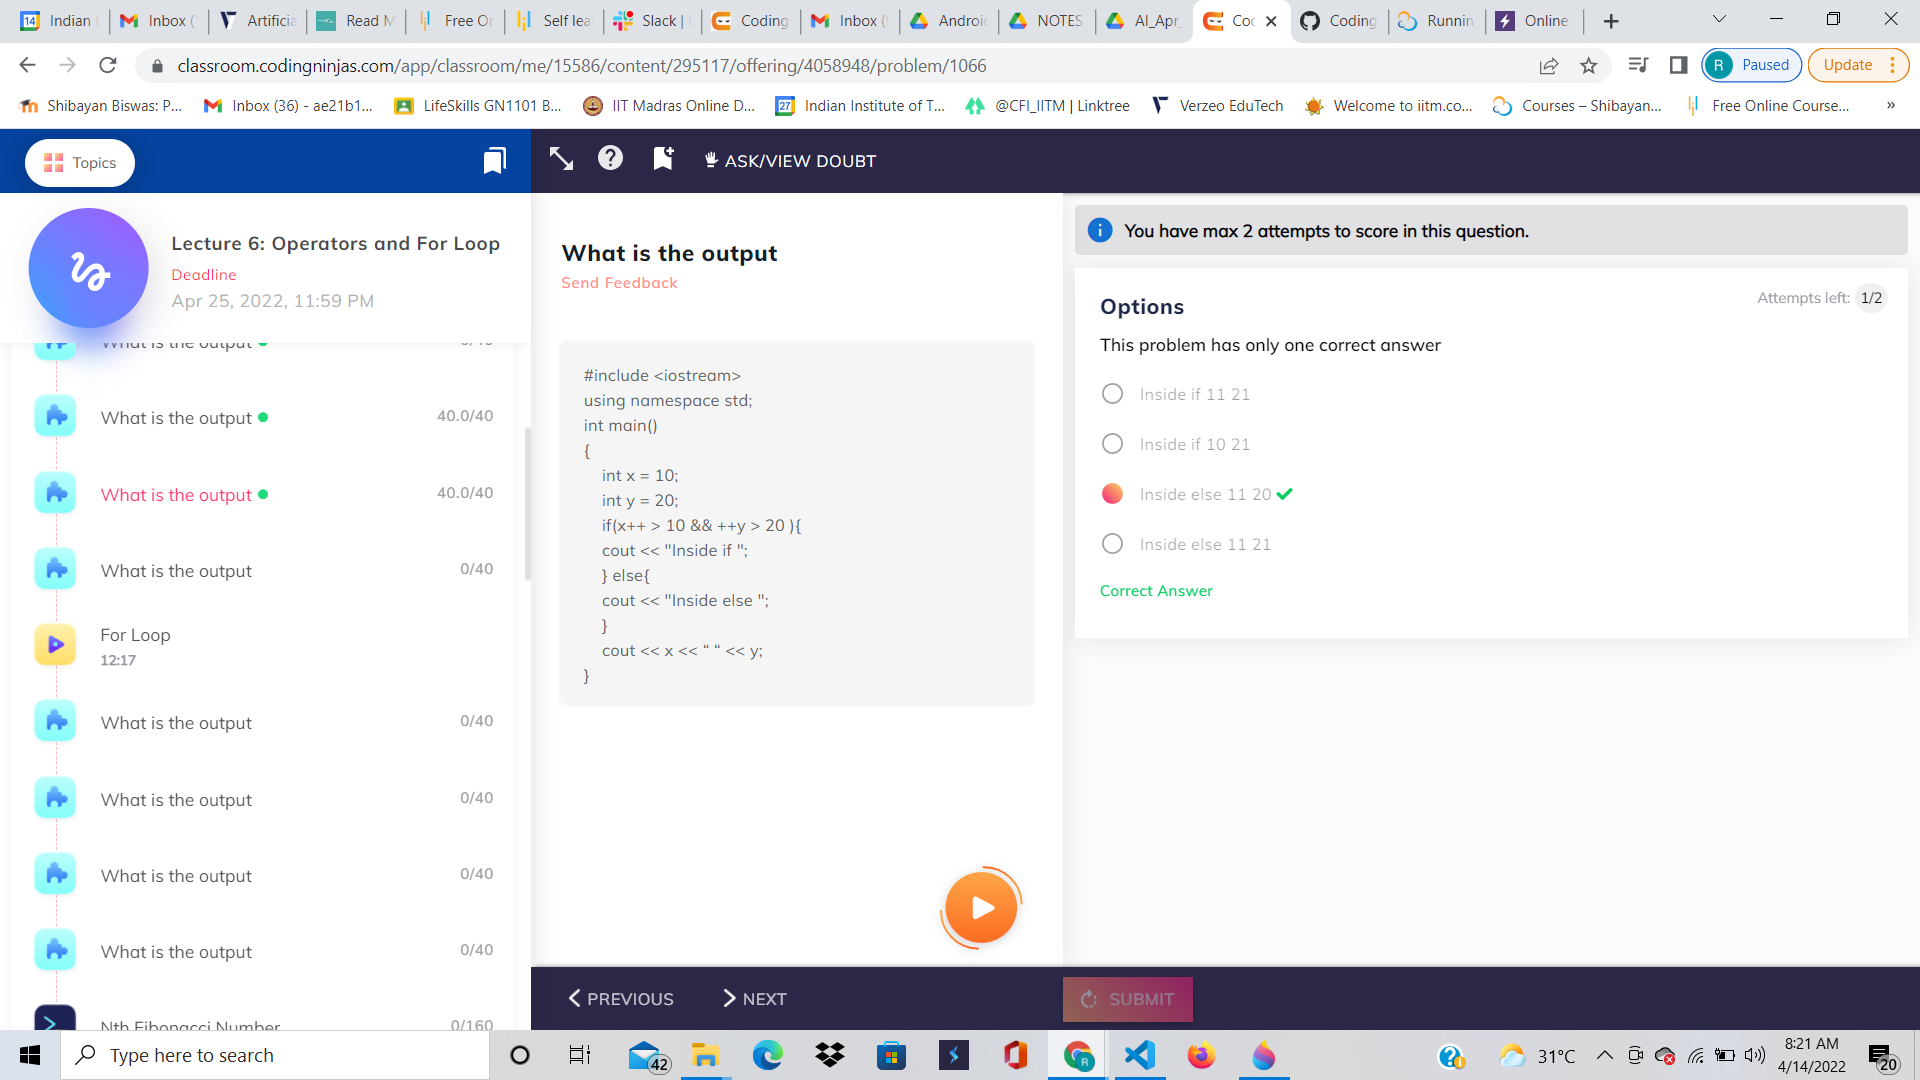 14 Indian
Inbox (
Artificia
Read M
Free Or
Self lea
Slack |
Coding
Inbox (
Androi
NOTES
AI_Apr_
Co
Coding
Runnin
Online
classroom.codingninjas.com/app/classroom/me/15586/content/295117/offering/4058948/problem/1066
R Paused
Update
Shibayan Biswas: P...
Inbox (36) - ae21b1...
LifeSkills GN1101 B...
IIT Madras Online D...
27 Indian Institute of T...
@CFI_IITM | Linktree
Verzeo EduTech
Welcome to iitm.co...
Courses – Shibayan...
Free Online Course...
»
Topics
ASK/VIEW DOUBT
Lecture 6: Operators and For Loop
Deadline
Apr 25, 2022, 11:59 PM
What is the output 0/40
What is the output 40.0/40
What is the output 40.0/40
What is the output 0/40
For Loop
12:17
What is the output 0/40
What is the output 0/40
What is the output 0/40
What is the output 0/40
Nth Fibonacci Number 0/160
What is the output
Send Feedback
#include <iostream>
using namespace std;
int main()
{
int x = 10;
int y = 20;
if(x++ > 10 && ++y > 20 ){
cout << "Inside if ";
} else{
cout << "Inside else ";
}
cout << x << “ “ << y;
}
You have max 2 attempts to score in this question.
Options
Attempts left: 1/2
This problem has only one correct answer
Inside if 11 21
Inside if 10 21
Inside else 11 20
Inside else 11 21
Correct Answer
PREVIOUS
NEXT
SUBMIT
Type here to search
42
R
31°C
8:21 AM
4/14/2022
20